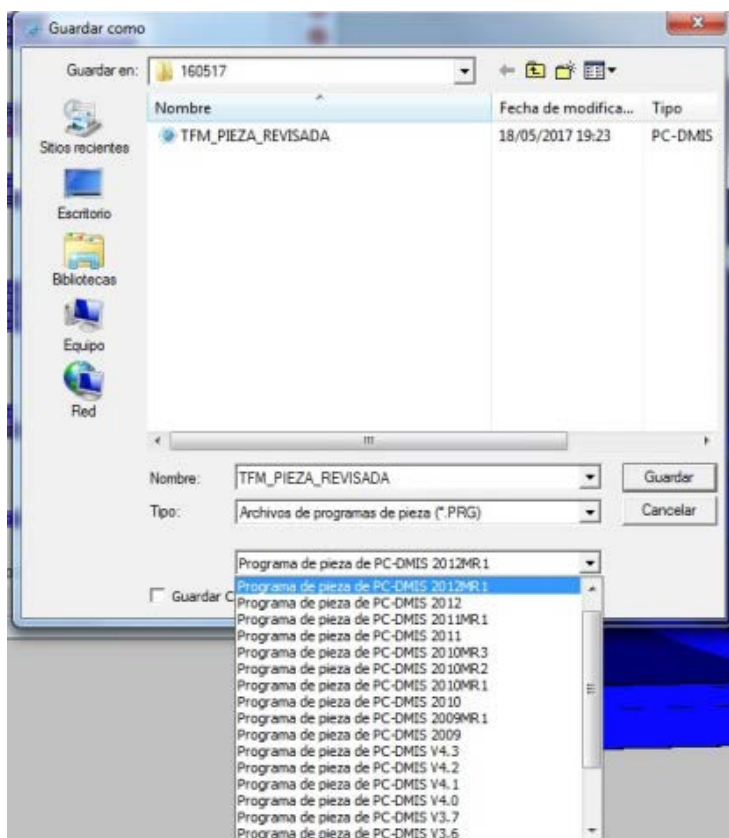 Guardar como
Guardar en: 160517
Nombre Fecha de modifica... Tipo
TFM_PIEZA_REVISADA 18/05/2017 19:23 PC-DMIS
Sitios recientes
Escritorio
Bibliotecas
Equipo
Red
Nombre: TFM_PIEZA_REVISADA Guardar
Tipo: Archivos de programas de pieza (*.PRG) Cancelar
Programa de pieza de PC-DMIS 2012MR1
Guardar C
Programa de pieza de PC-DMIS 2012MR1
Programa de pieza de PC-DMIS 2012
Programa de pieza de PC-DMIS 2011MR1
Programa de pieza de PC-DMIS 2011
Programa de pieza de PC-DMIS 2010MR3
Programa de pieza de PC-DMIS 2010MR2
Programa de pieza de PC-DMIS 2010MR1
Programa de pieza de PC-DMIS 2010
Programa de pieza de PC-DMIS 2009MR1
Programa de pieza de PC-DMIS 2009
Programa de pieza de PC-DMIS V4.3
Programa de pieza de PC-DMIS V4.2
Programa de pieza de PC-DMIS V4.1
Programa de pieza de PC-DMIS V4.0
Programa de pieza de PC-DMIS V3.7
Programa de pieza de PC-DMIS V3.6